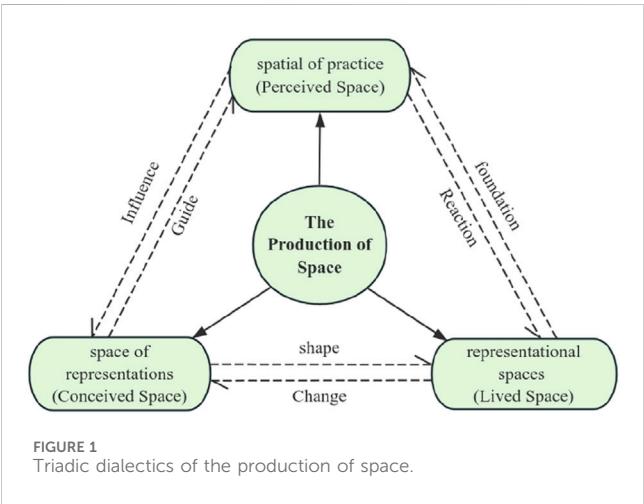 spatial of practice
(Perceived Space)
Influence
Guide
foundation
Reaction
The
Production of
Space
space of
representations
(Conceived Space)
shape
Change
representational
spaces
(Lived Space)
FIGURE 1
Triadic dialectics of the production of space.